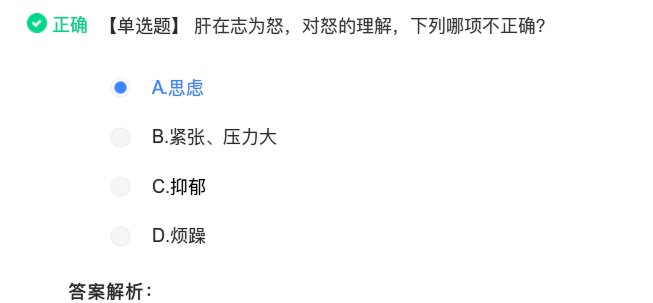 正确 【单选题】 肝在志为怒，对怒的理解，下列哪项不正确?
A.思虑
B.紧张、压力大
C.抑郁
D.烦躁
答案解析：